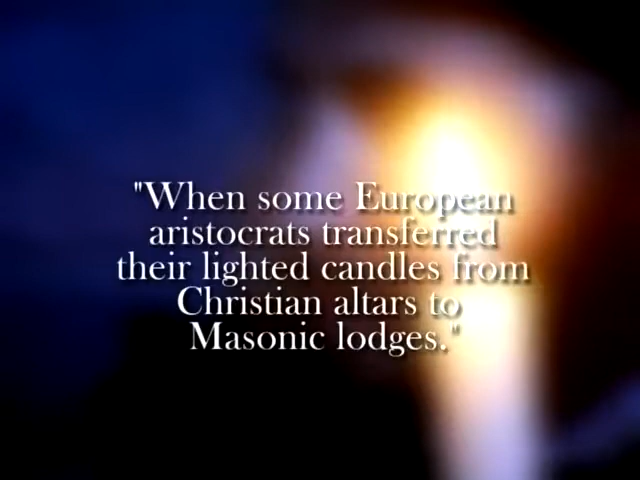 "When some European
aristocrats transferred
their lighted candles from
Christian altars to
Masonic lodges."